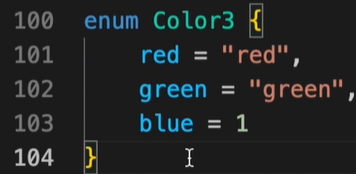 100 enum Color3 {
101     red = "red",
102     green = "green",
103     blue = 1
104 }